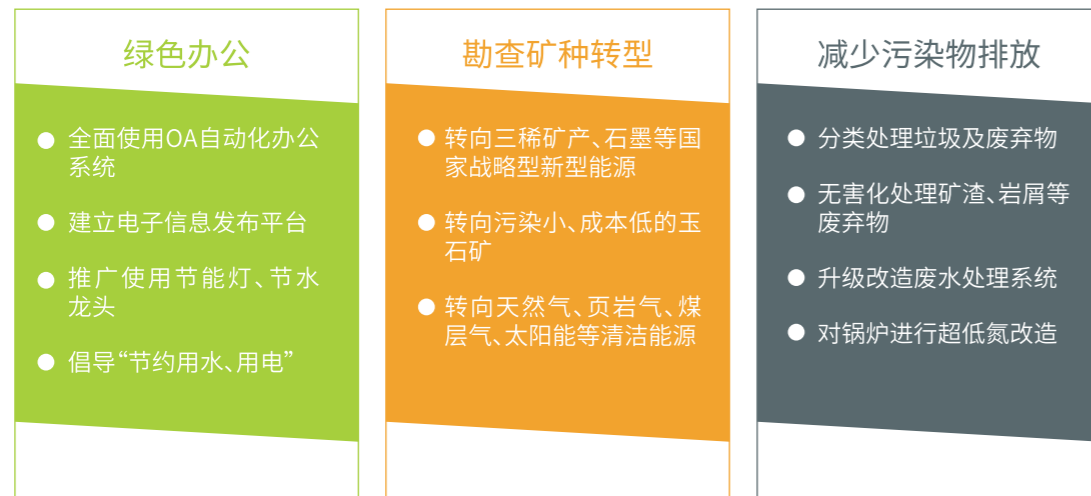 绿色办公
全面使用OA自动化办公
系统
建立电子信息发布平台
推广使用节能灯、节水
龙头
倡导“节约用水、用电”
勘查矿种转型
转向三稀矿产、石墨等国
家战略型新型能源
转向污染小、成本低的玉
石矿
转向天然气、页岩气、煤
层气、太阳能等清洁能源
减少污染物排放
分类处理垃圾及废弃物
无害化处理矿渣、岩屑等
废弃物
升级改造废水处理系统
对锅炉进行超低氮改造